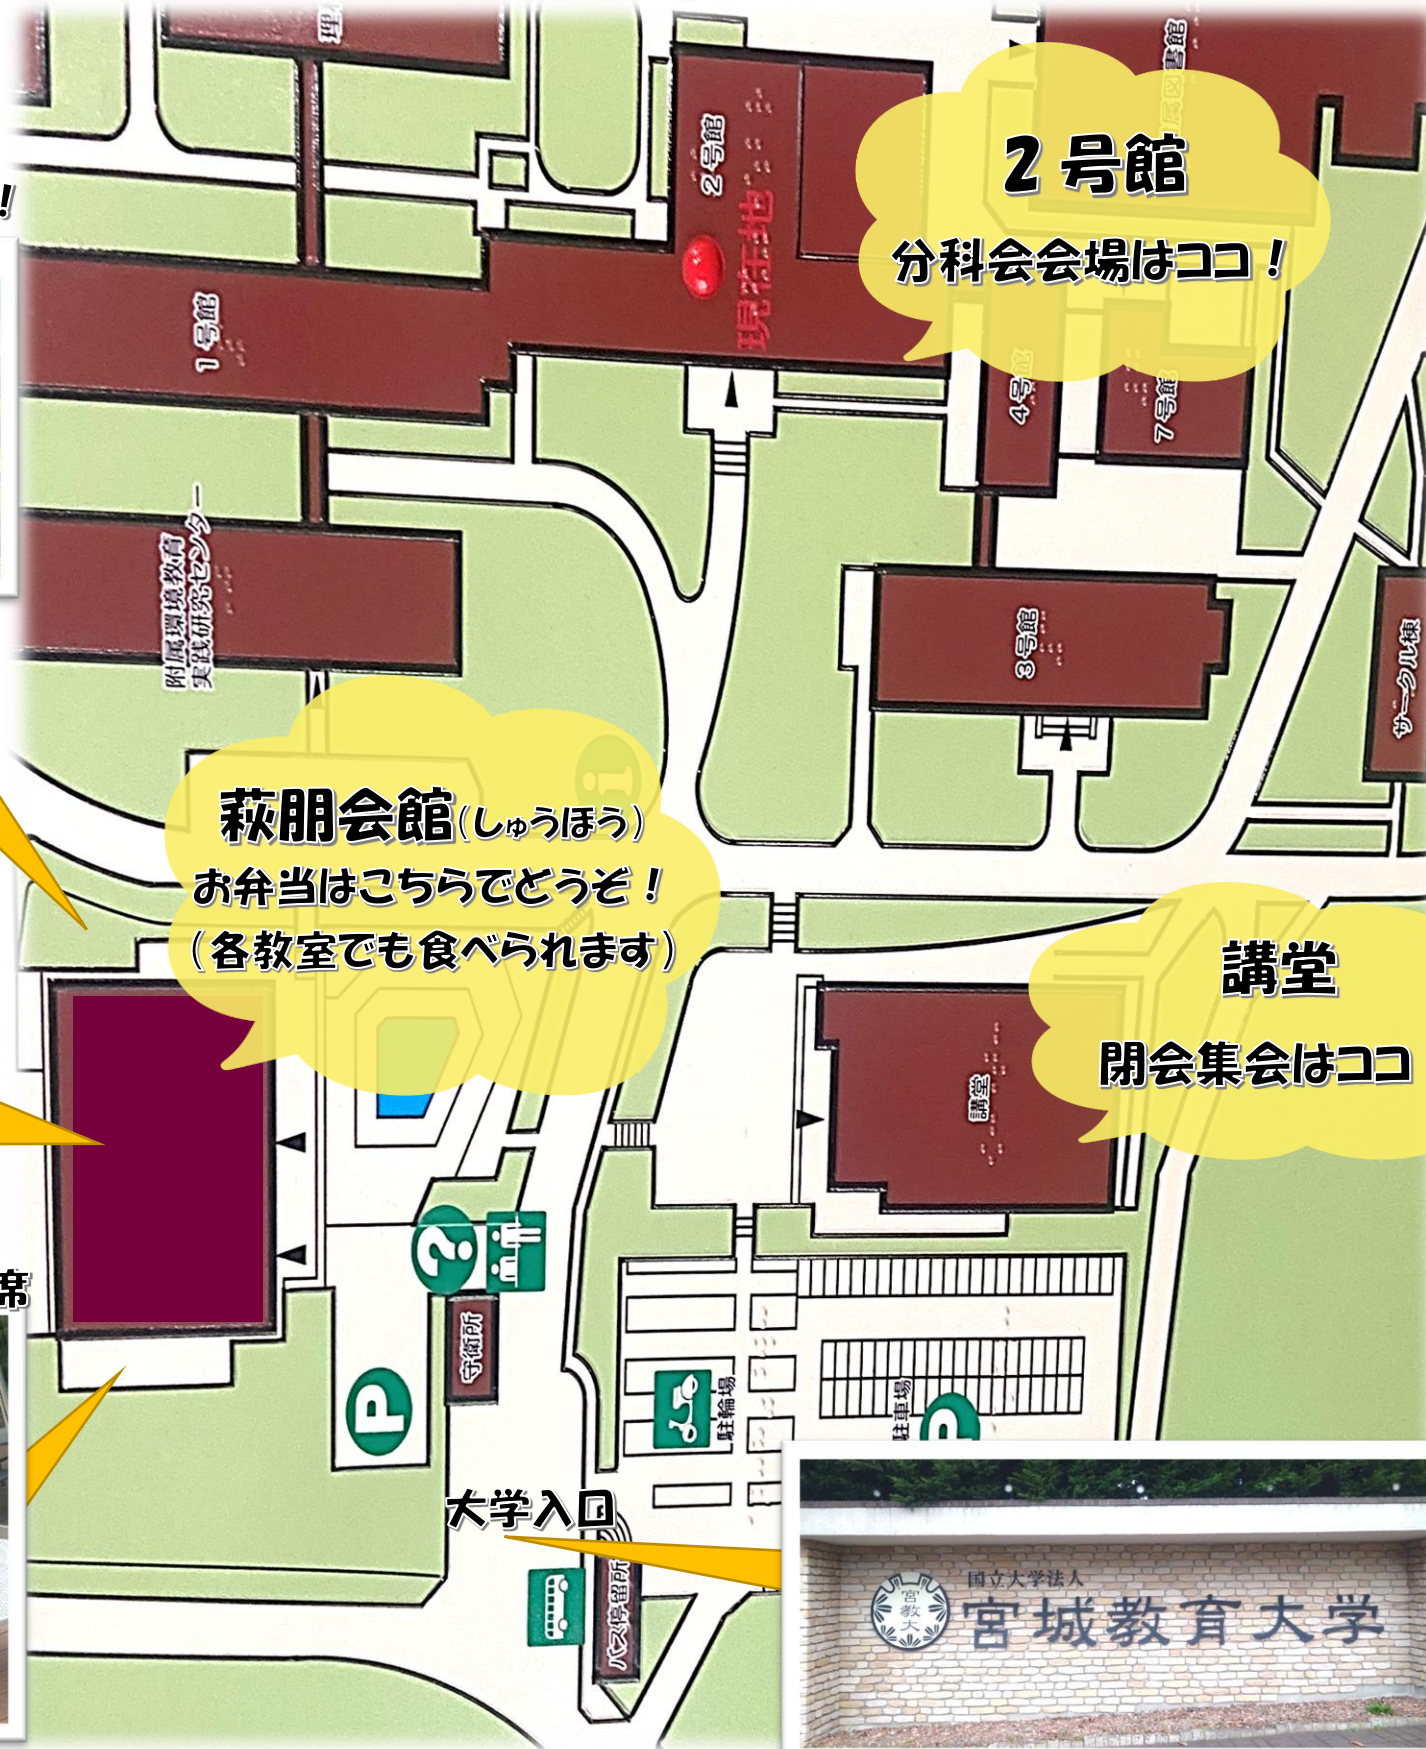 ２号館
分科会会場はココ！
！
2号館
現在地
1号館
4号館
7号館
附属環境教育
実践研究センター
3号館
サークル棟
萩朋会館(しゅうほう)
お弁当はこちらでどうぞ！
(各教室でも食べられます)
講堂
閉会集会はココ
講堂
席
?
守衛所
P
駐輪場
駐車場
P
大学入口
バス停留所
国立大学法人
宮教大
宮城教育大学